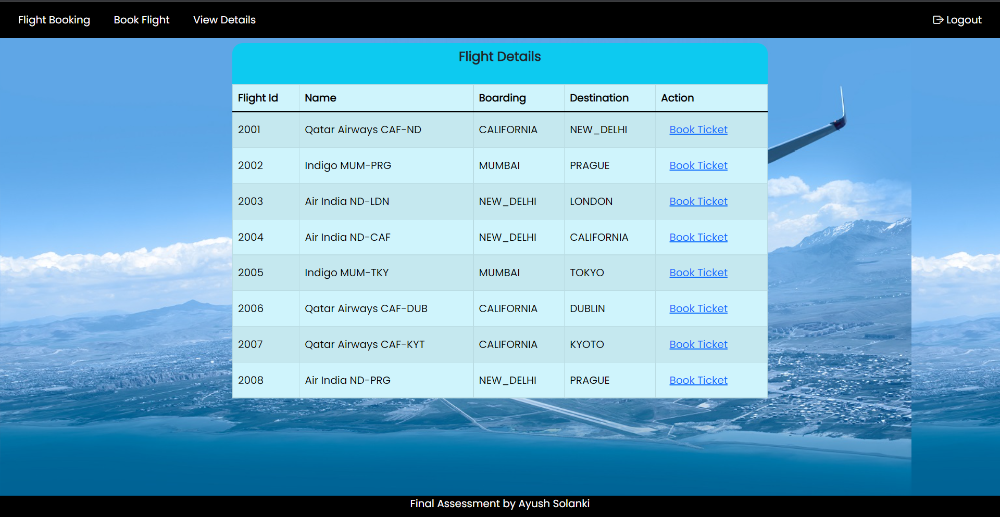 Flight Booking Book Flight View Details Logout
Flight Details
Flight Id Name Boarding Destination Action
2001 Qatar Airways CAF-ND CALIFORNIA NEW_DELHI Book Ticket
2002 Indigo MUM-PRG MUMBAI PRAGUE Book Ticket
2003 Air India ND-LDN NEW_DELHI LONDON Book Ticket
2004 Air India ND-CAF NEW_DELHI CALIFORNIA Book Ticket
2005 Indigo MUM-TKY MUMBAI TOKYO Book Ticket
2006 Qatar Airways CAF-DUB CALIFORNIA DUBLIN Book Ticket
2007 Qatar Airways CAF-KYT CALIFORNIA KYOTO Book Ticket
2008 Air India ND-PRG NEW_DELHI PRAGUE Book Ticket
Final Assessment by Ayush Solanki